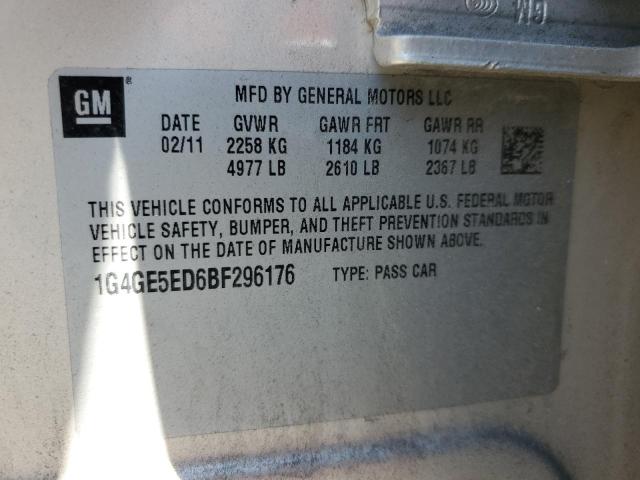 GM
GM ®
MFD BY GENERAL MOTORS LLC
DATE GVWR GAWR FRT GAWR RR
02/11 2258 KG 1184 KG 1074 KG
4977 LB 2610 LB 2367 LB
THIS VEHICLE CONFORMS TO ALL APPLICABLE U.S. FEDERAL MOTOR
VEHICLE SAFETY, BUMPER, AND THEFT PREVENTION STANDARDS IN
EFFECT ON THE DATE OF MANUFACTURE SHOWN ABOVE.
1G4GE5ED6BF296176 TYPE: PASS CAR